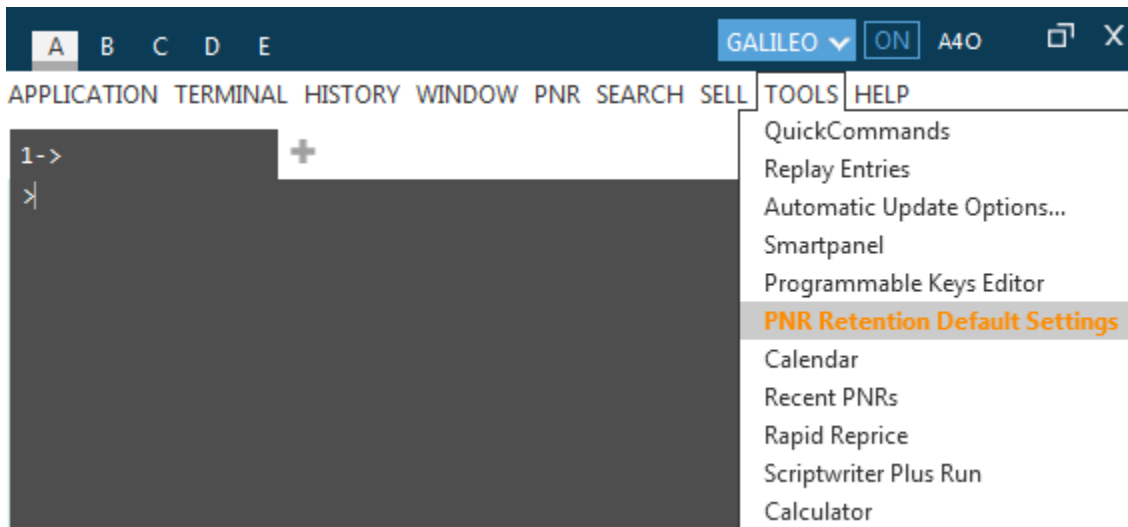 A B C D E GALILEO ON A4O X
APPLICATION TERMINAL HISTORY WINDOW PNR SEARCH SELL TOOLS HELP
1->
>
QuickCommands
Replay Entries
Automatic Update Options...
Smartpanel
Programmable Keys Editor
PNR Retention Default Settings
Calendar
Recent PNRs
Rapid Reprice
Scriptwriter Plus Run
Calculator